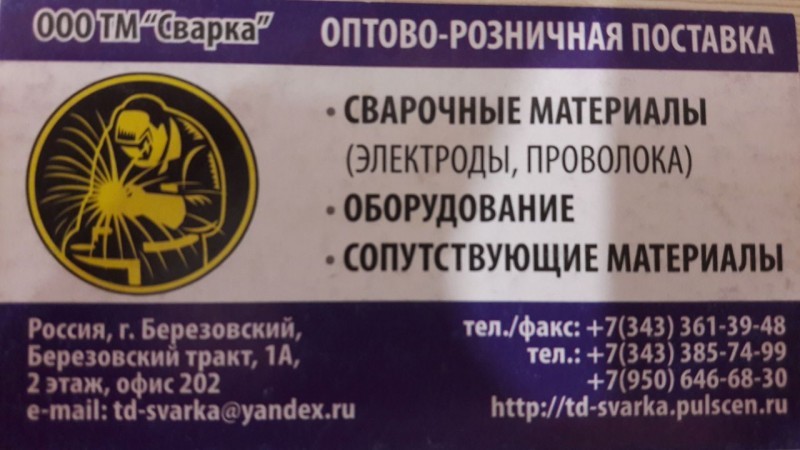 ООО ТМ "Сварка"
ОПТОВО-РОЗНИЧНАЯ ПОСТАВКА
• СВАРОЧНЫЕ МАТЕРИАЛЫ
(ЭЛЕКТРОДЫ, ПРОВОЛОКА)
• ОБОРУДОВАНИЕ
• СОПУТСТВУЮЩИЕ МАТЕРИАЛЫ
Россия, г. Березовский,
Березовский тракт, 1А,
2 этаж, офис 202
e-mail: td-svarka@yandex.ru
тел./факс: +7(343) 361-39-48
тел.: +7(343) 385-74-99
+7(950) 646-68-30
http://td-svarka.pulscen.ru